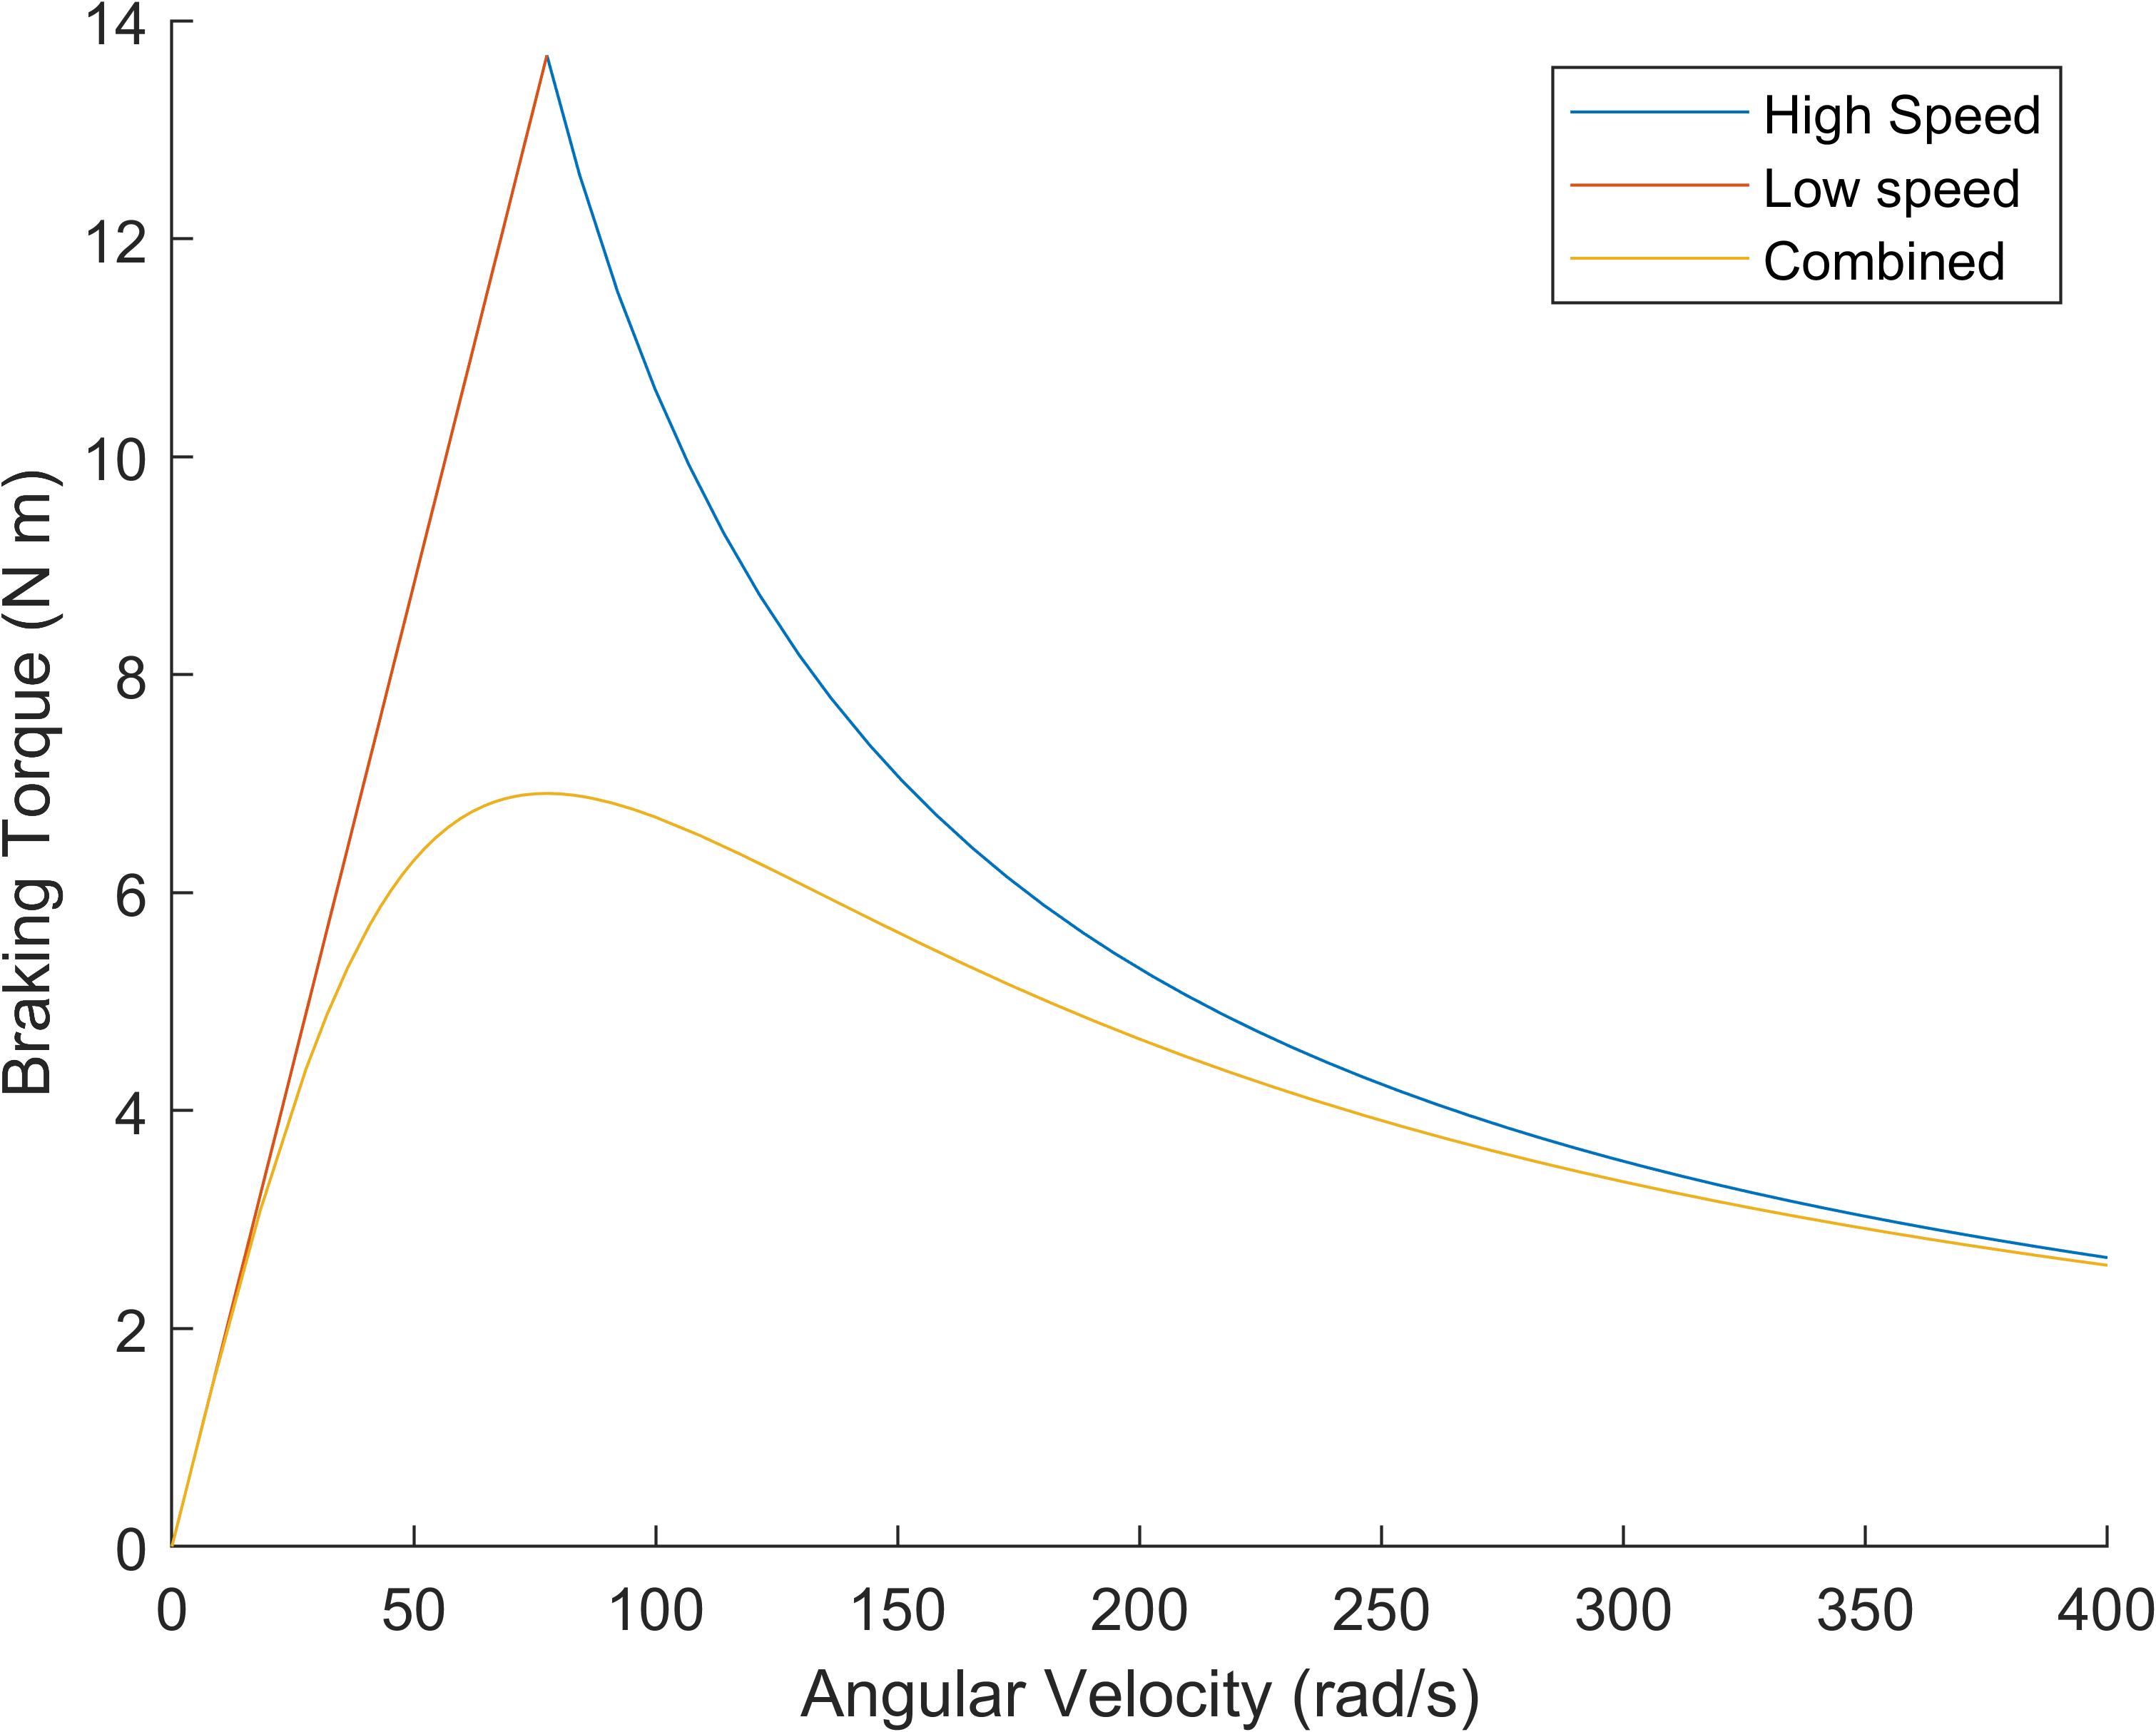 14
12
10
8
6
4
2
0
Braking Torque (N m)
High Speed
Low speed
Combined
0 50 100 150 200 250 300 350 400
Angular Velocity (rad/s)